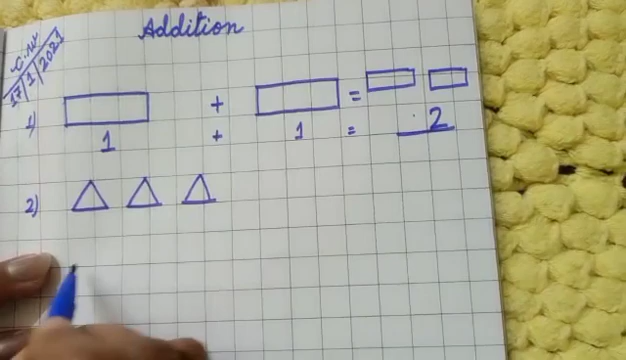 Addition
C.W
17/1/2021
1) + =
1 + 1 = 2
2)